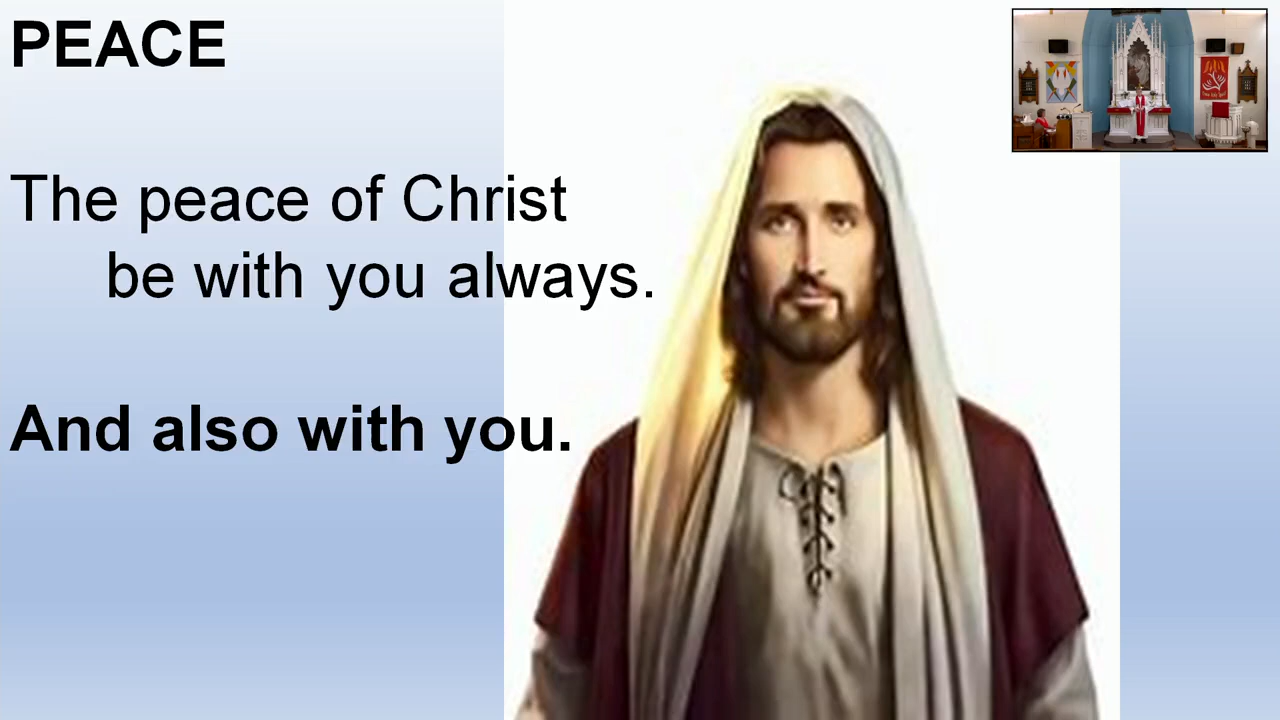 PEACE
The peace of Christ
be with you always.
And also with you.